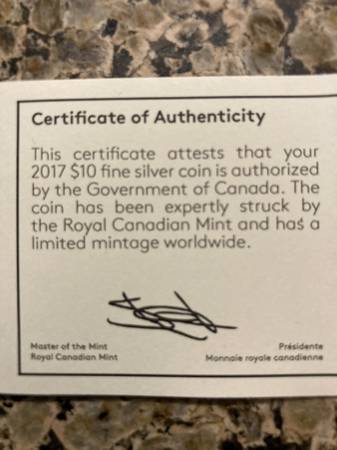 Certificate of Authenticity
This certificate attests that your
2017 $10 fine silver coin is authorized
by the Government of Canada. The
coin has been expertly struck by
the Royal Canadian Mint and has a
limited mintage worldwide.
Master of the Mint
Royal Canadian Mint
Présidente
Monnaie royale canadienne